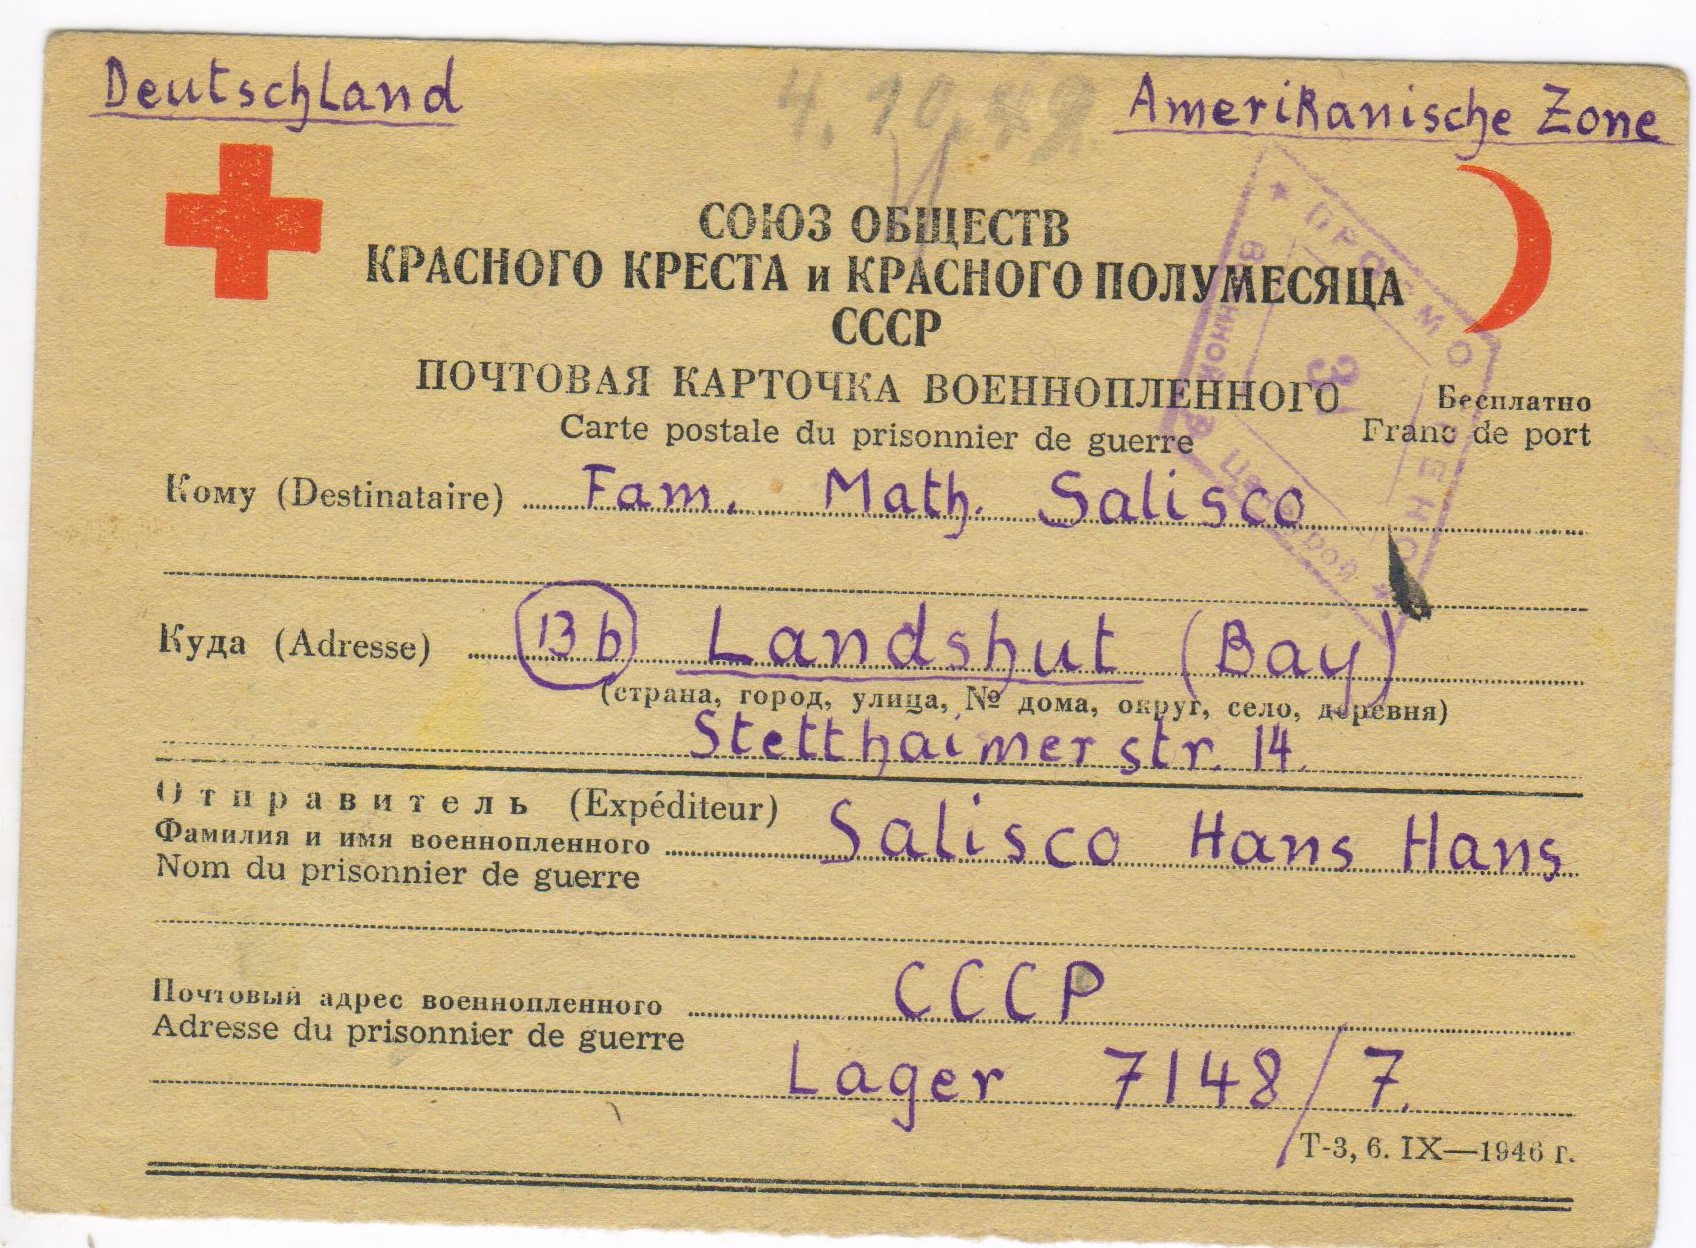 Deutschland Amerikanische Zone
4.10.48
СОЮЗ ОБЩЕСТВ
КРАСНОГО КРЕСТА и КРАСНОГО ПОЛУМЕСЯЦА
СССР
ПОЧТОВАЯ КАРТОЧКА ВОЕННОПЛЕННОГО Бесплатно
Carte postale du prisonnier de guerre Franc de port
Кому (Destinataire) Fam. Math. Salisco
Куда (Adresse) 13b Landshut (Bay)
(страна, город, улица, № дома, округ, село, деревня)
Stetthaimerstr. 14.
Отправитель (Expéditeur)
Фамилия и имя военнопленного Salisco Hans Hans
Nom du prisonnier de guerre
Почтовый адрес военнопленного СССР
Adresse du prisonnier de guerre
Lager 7148/7.
Т-3, 6. IX—1946 г.
ПРОСМОТРЕНО
Военной Цензурой